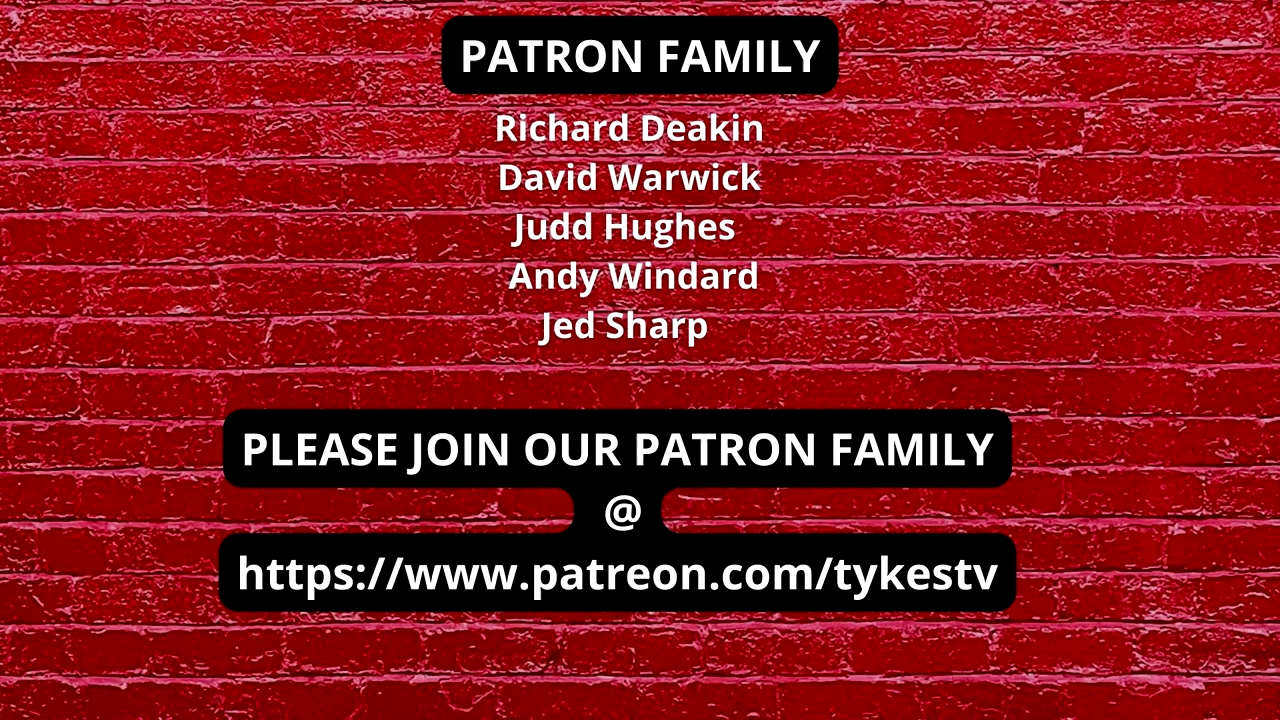 PATRON FAMILY
Richard Deakin
David Warwick
Judd Hughes
Andy Windard
Jed Sharp
PLEASE JOIN OUR PATRON FAMILY
@
https://www.patreon.com/tykestv